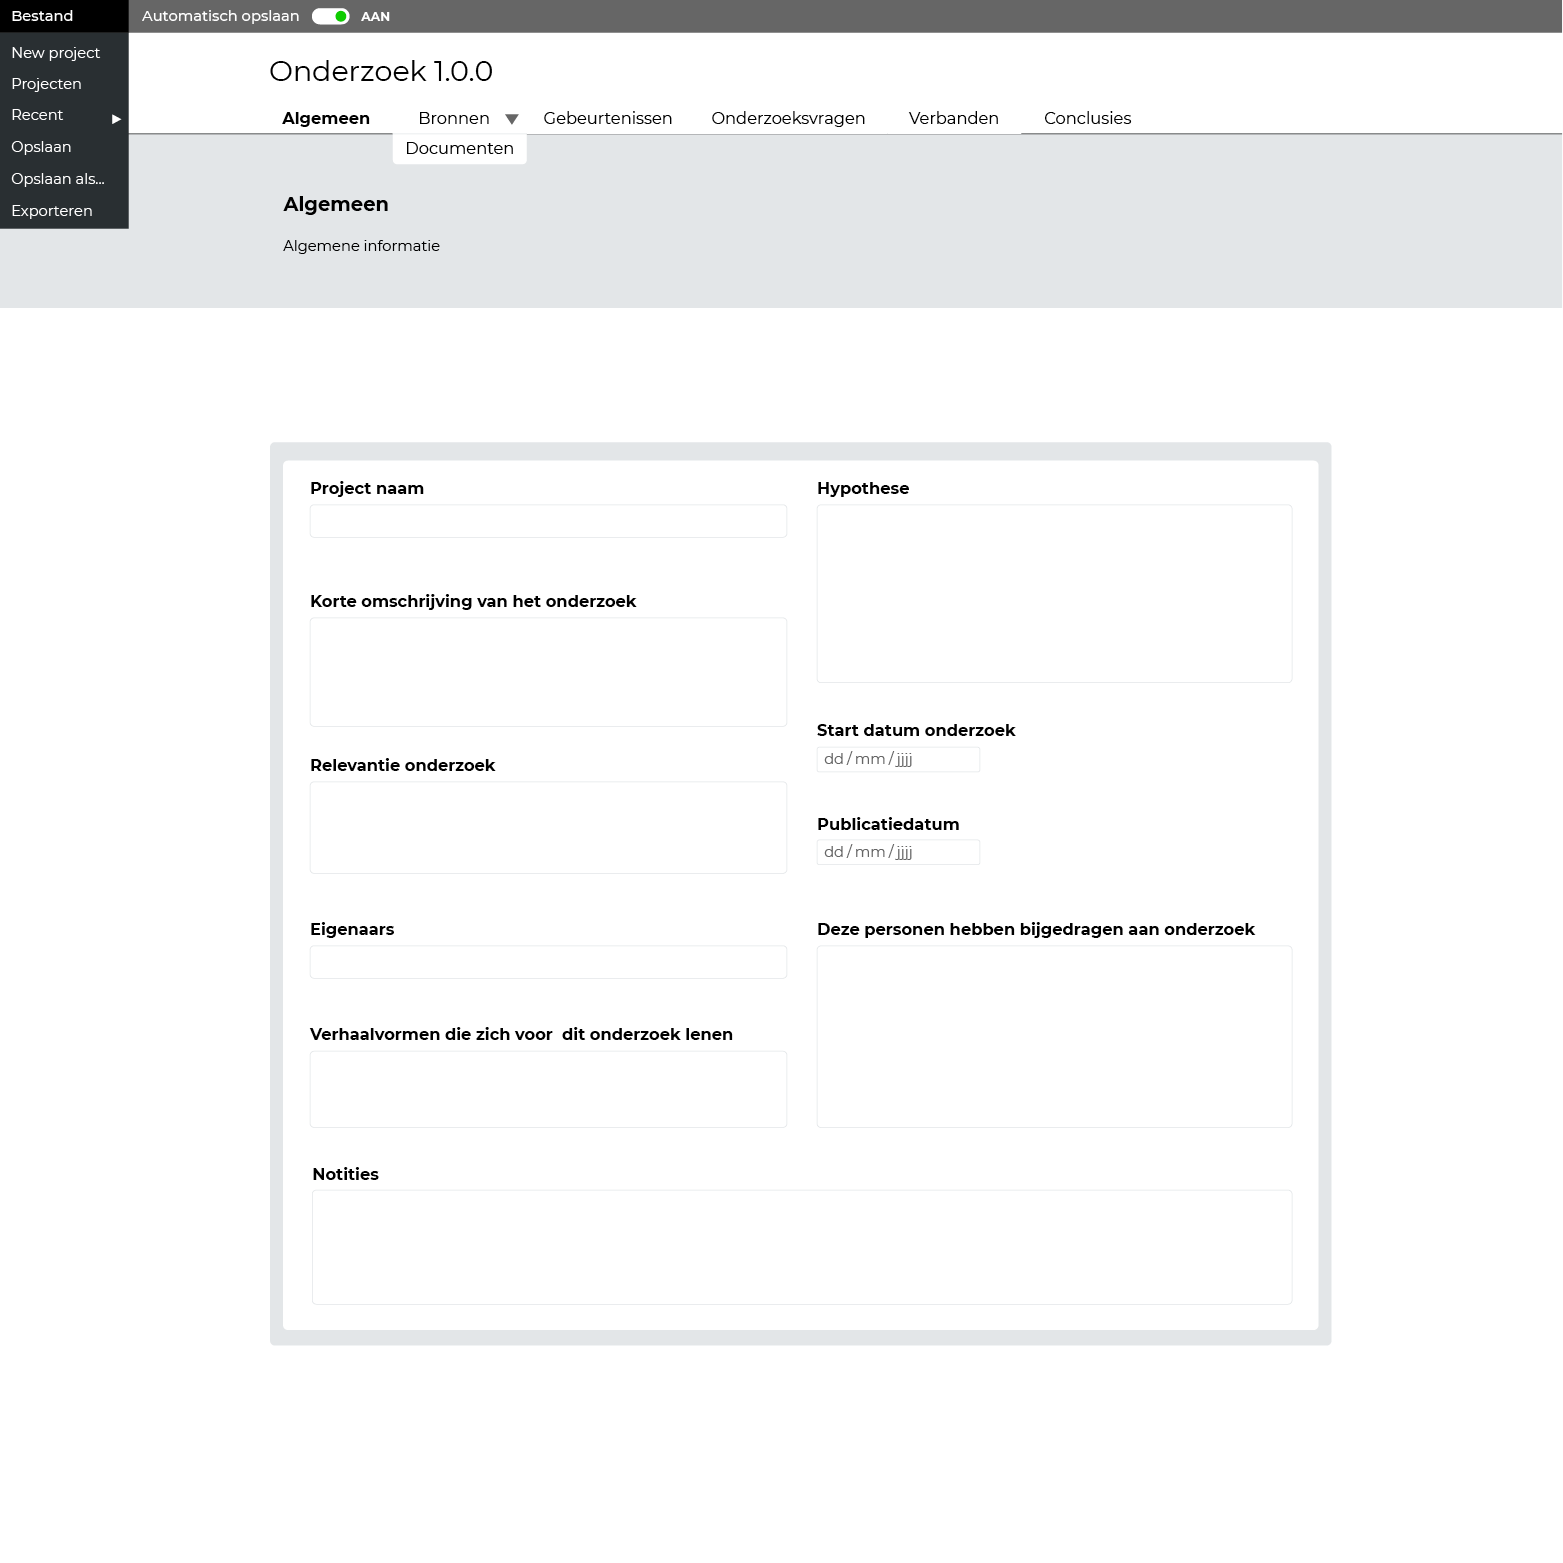 Bestand
Automatisch opslaan AAN
New project
Projecten
Recent
Opslaan
Opslaan als...
Exporteren
Onderzoek 1.0.0
Algemeen Bronnen Gebeurtenissen Onderzoeksvragen Verbanden Conclusies
Documenten
Algemeen
Algemene informatie
Project naam
Korte omschrijving van het onderzoek
Relevantie onderzoek
Eigenaars
Verhaalvormen die zich voor  dit onderzoek lenen
Hypothese
Start datum onderzoek
dd / mm / jjjj
Publicatiedatum
dd / mm / jjjj
Deze personen hebben bijgedragen aan onderzoek
Notities